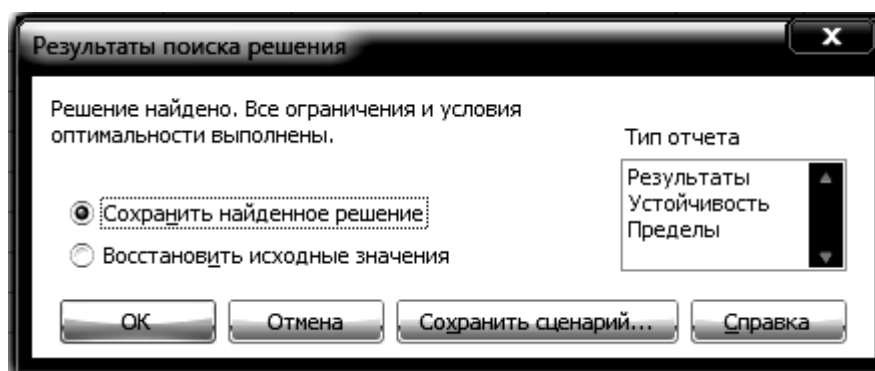 Результаты поиска решения
X
Решение найдено. Все ограничения и условия
оптимальности выполнены.
Тип отчета
Результаты
Устойчивость
Пределы
Сохранить найденное решение
Восстановить исходные значения
ОК
Отмена
Сохранить сценарий...
Справка